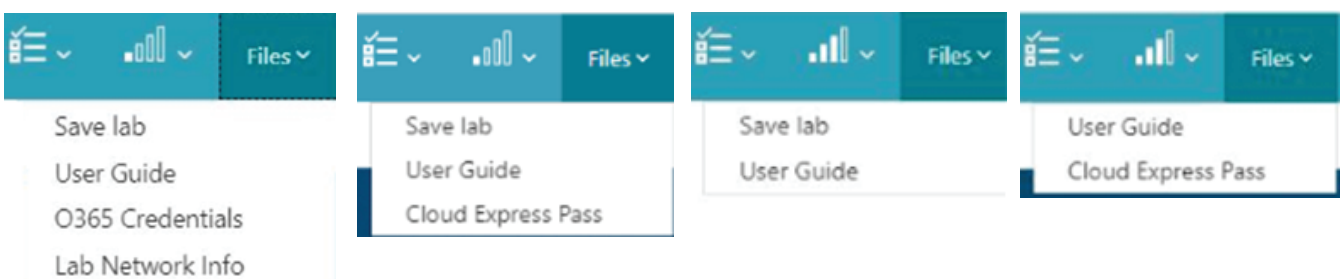 Files
Save lab
User Guide
O365 Credentials
Lab Network Info
Files
Save lab
User Guide
Cloud Express Pass
Files
Save lab
User Guide
Files
User Guide
Cloud Express Pass